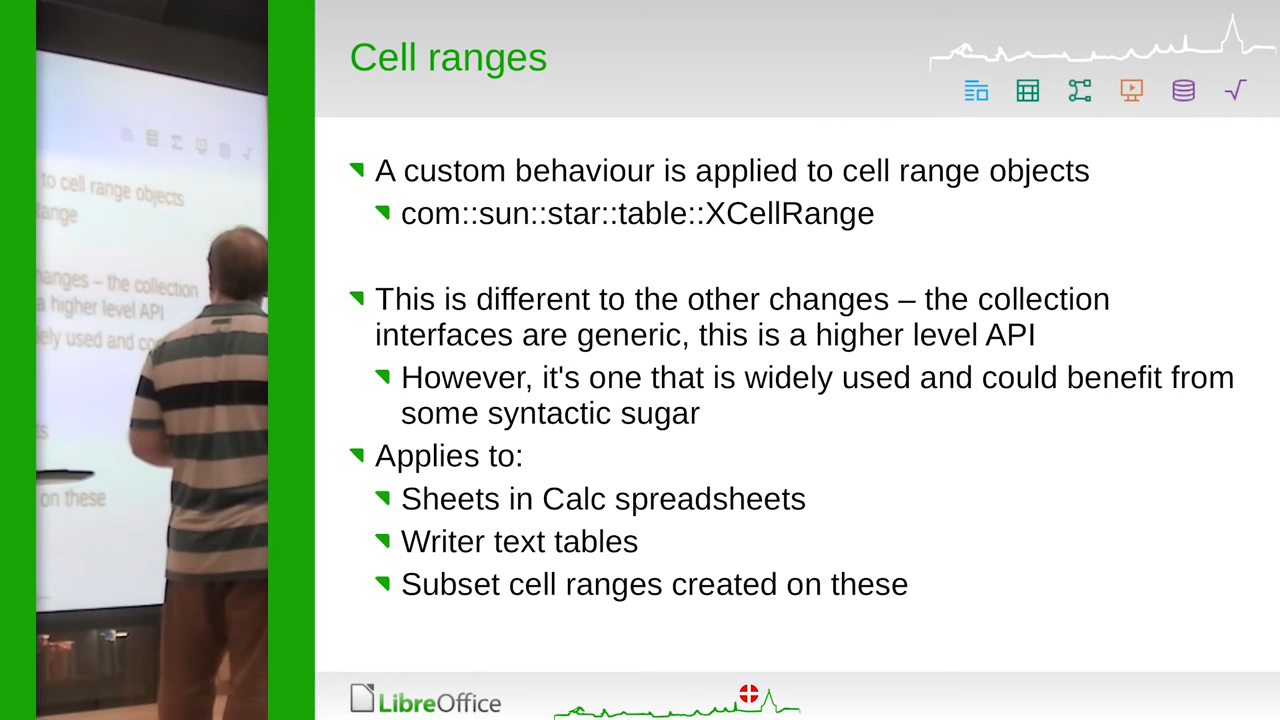 Cell ranges
A custom behaviour is applied to cell range objects
com::sun::star::table::XCellRange
This is different to the other changes – the collection
interfaces are generic, this is a higher level API
However, it's one that is widely used and could benefit from
some syntactic sugar
Applies to:
Sheets in Calc spreadsheets
Writer text tables
Subset cell ranges created on these
LibreOffice
to cell range objects
ange
anges – the collection
a higher level API
ely used and co
ts
on these